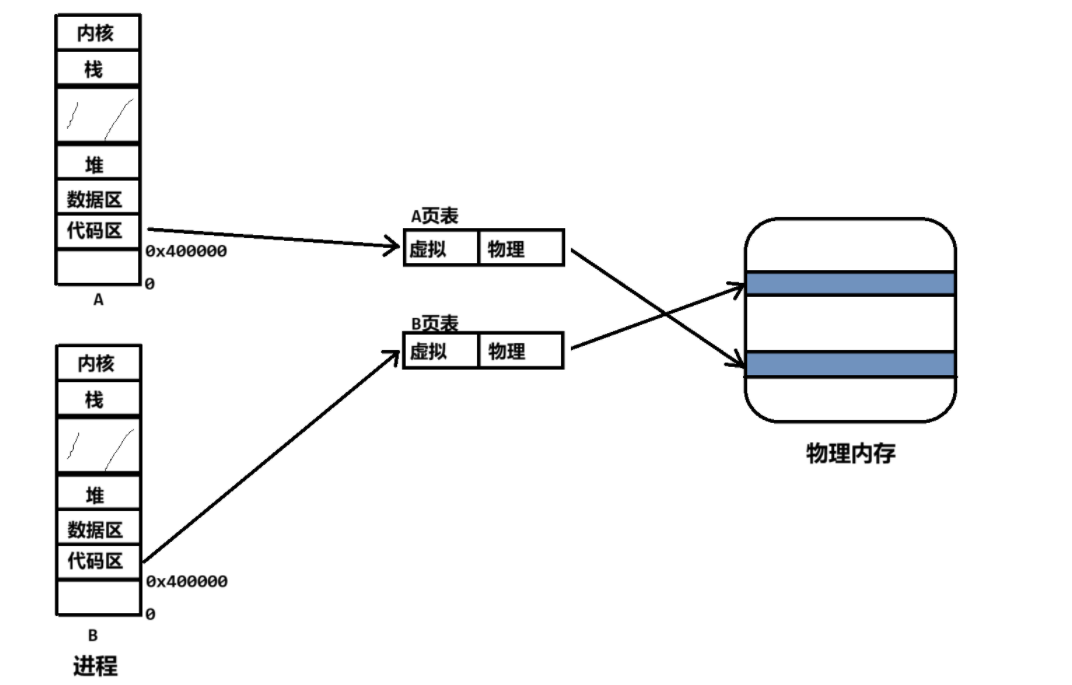 内核
栈
堆
数据区
代码区
0x400000
0
A
A页表
虚拟 物理
B页表
虚拟 物理
物理内存
内核
栈
堆
数据区
代码区
0x400000
0
B
进程